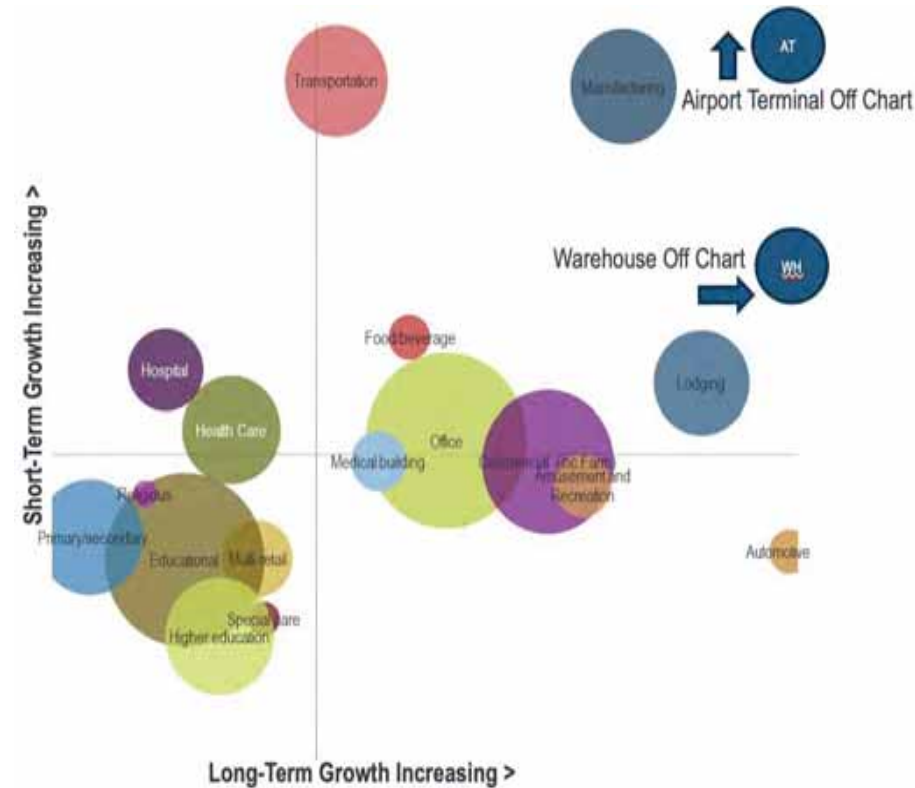 Transportation
Manufacturing
AT
Airport Terminal Off Chart
Warehouse Off Chart
WH
Short-Term Growth Increasing >
Food/beverage
Hospital
Lodging
Health Care
Office
Medical building
Amusement and
Recreation
Religious
Primary/secondary
Educational
Multi-retail
Automotive
Special care
Higher education
Long-Term Growth Increasing >